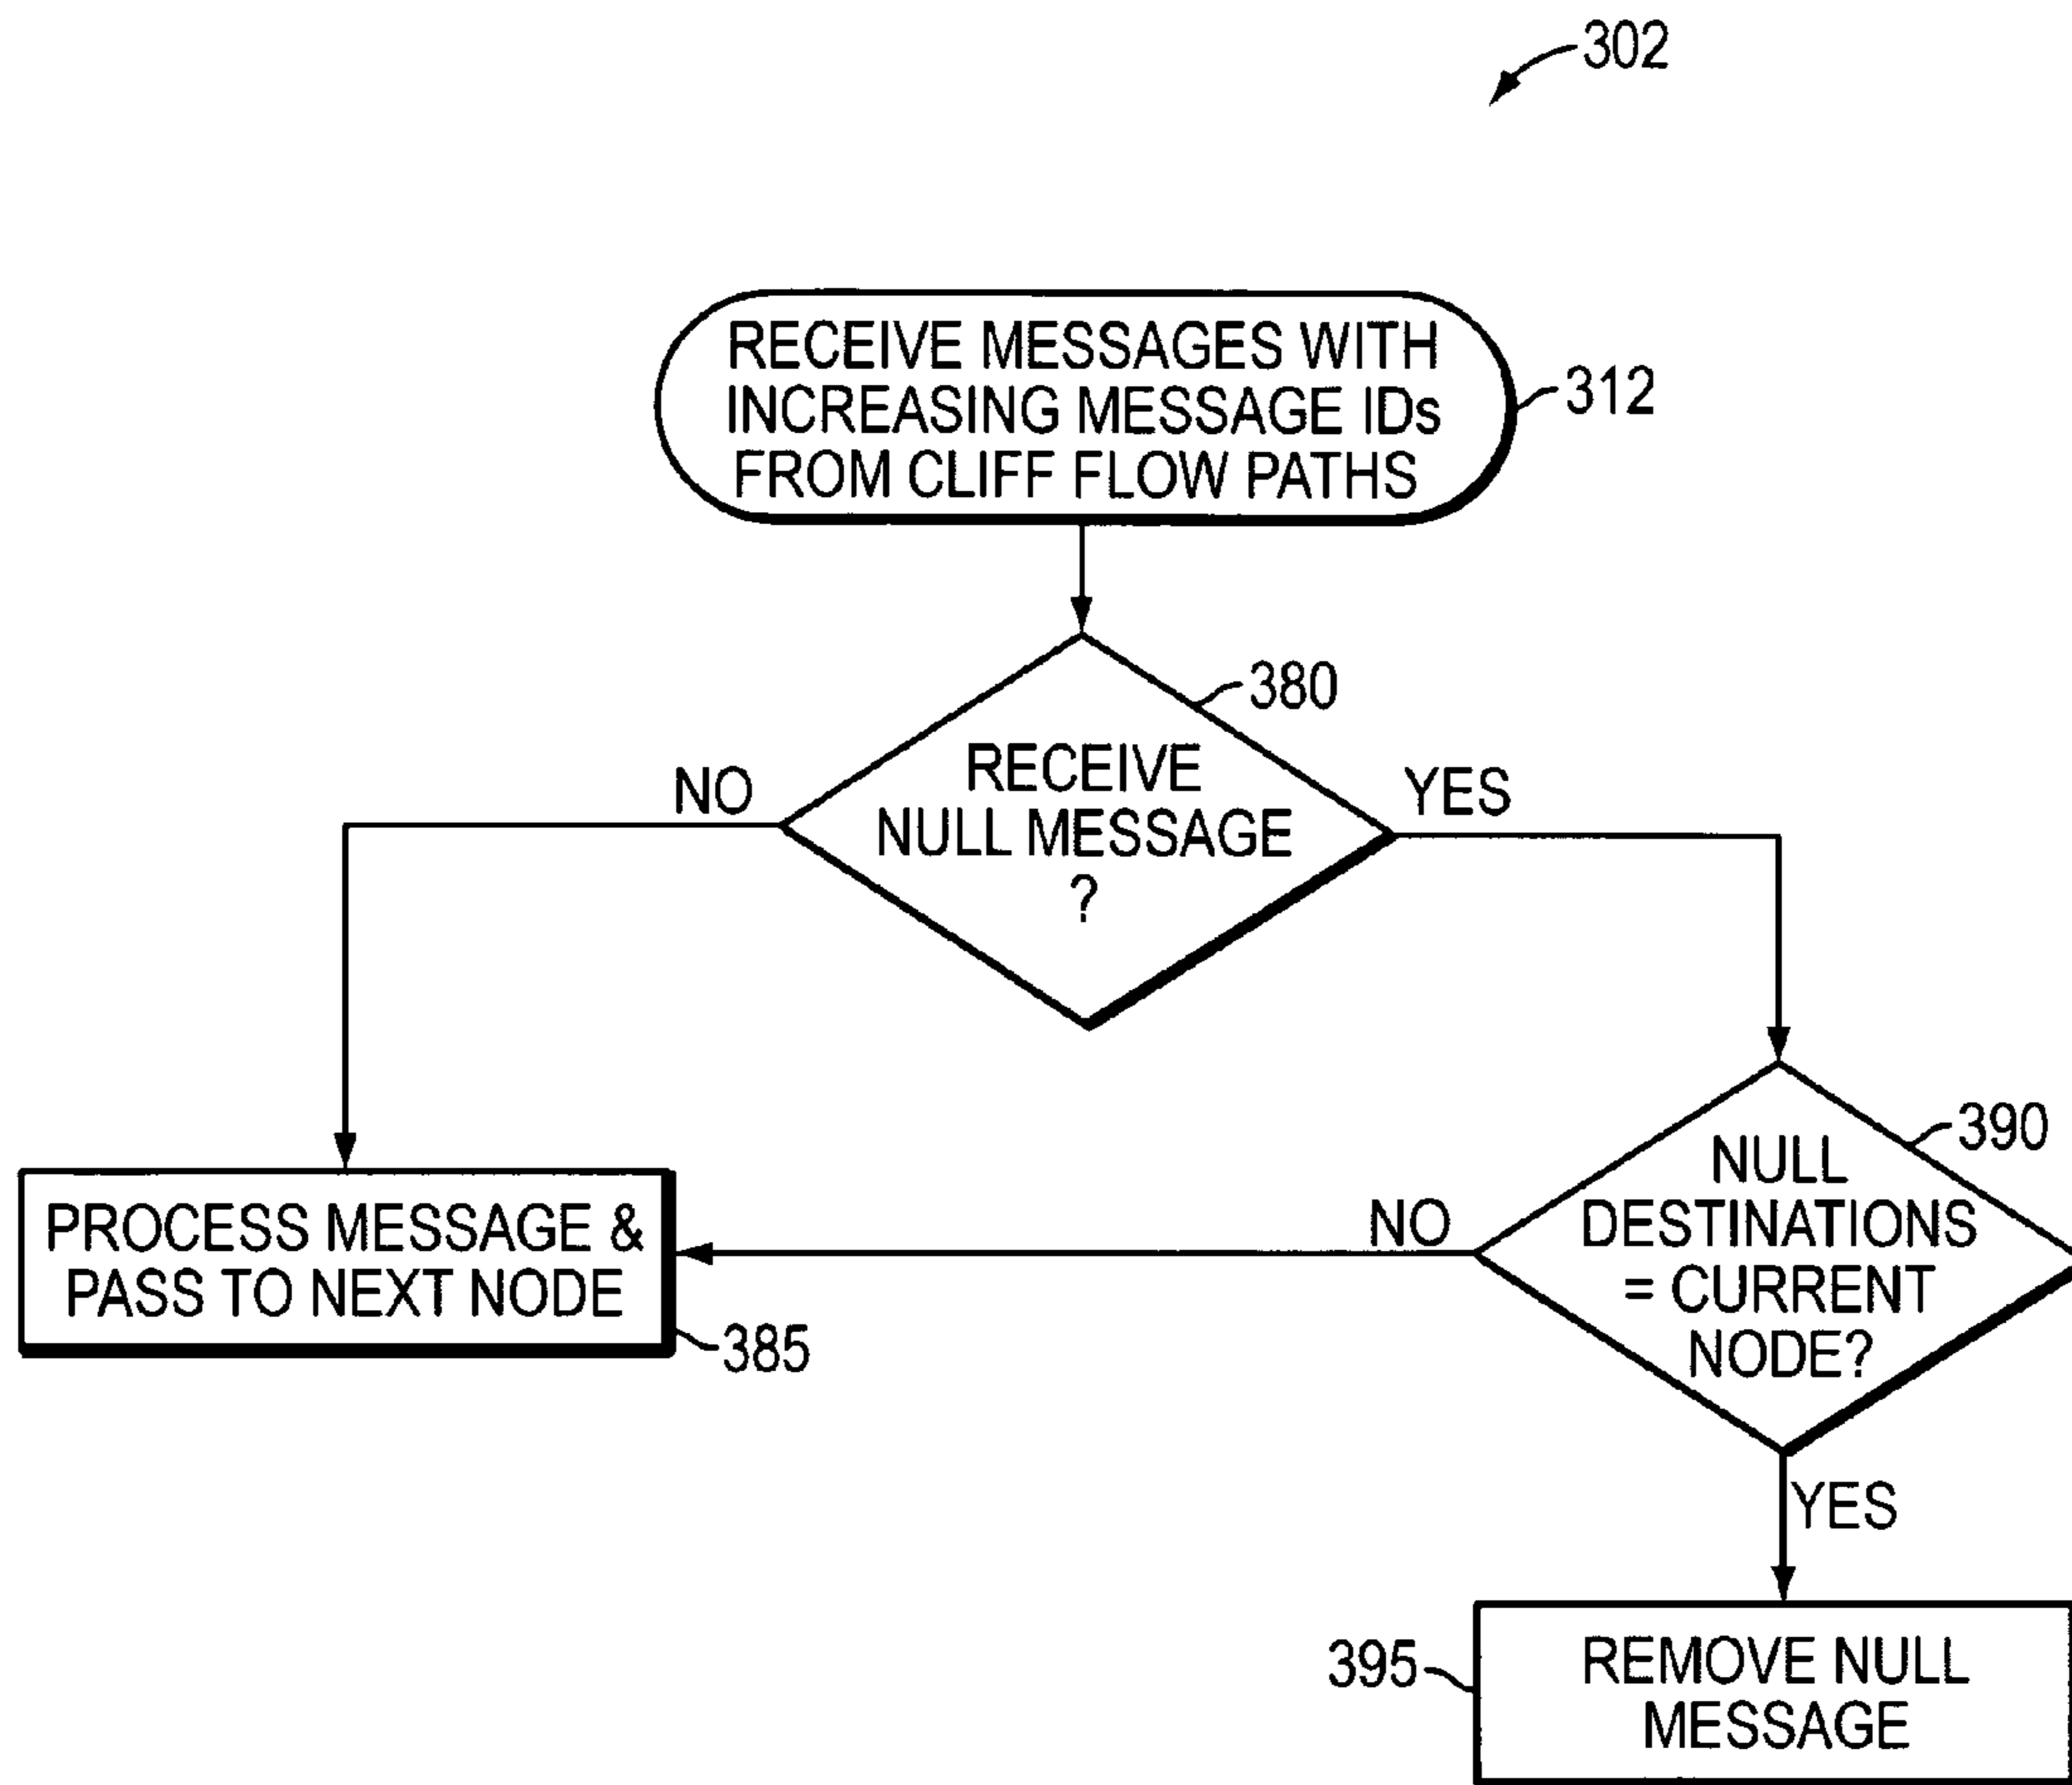 302
RECEIVE MESSAGES WITH
INCREASING MESSAGE IDs
FROM CLIFF FLOW PATHS
312
380
RECEIVE
NULL MESSAGE
?
NO
YES
390
NULL
DESTINATIONS
= CURRENT
NODE?
NO
PROCESS MESSAGE &
PASS TO NEXT NODE
385
YES
395
REMOVE NULL
MESSAGE